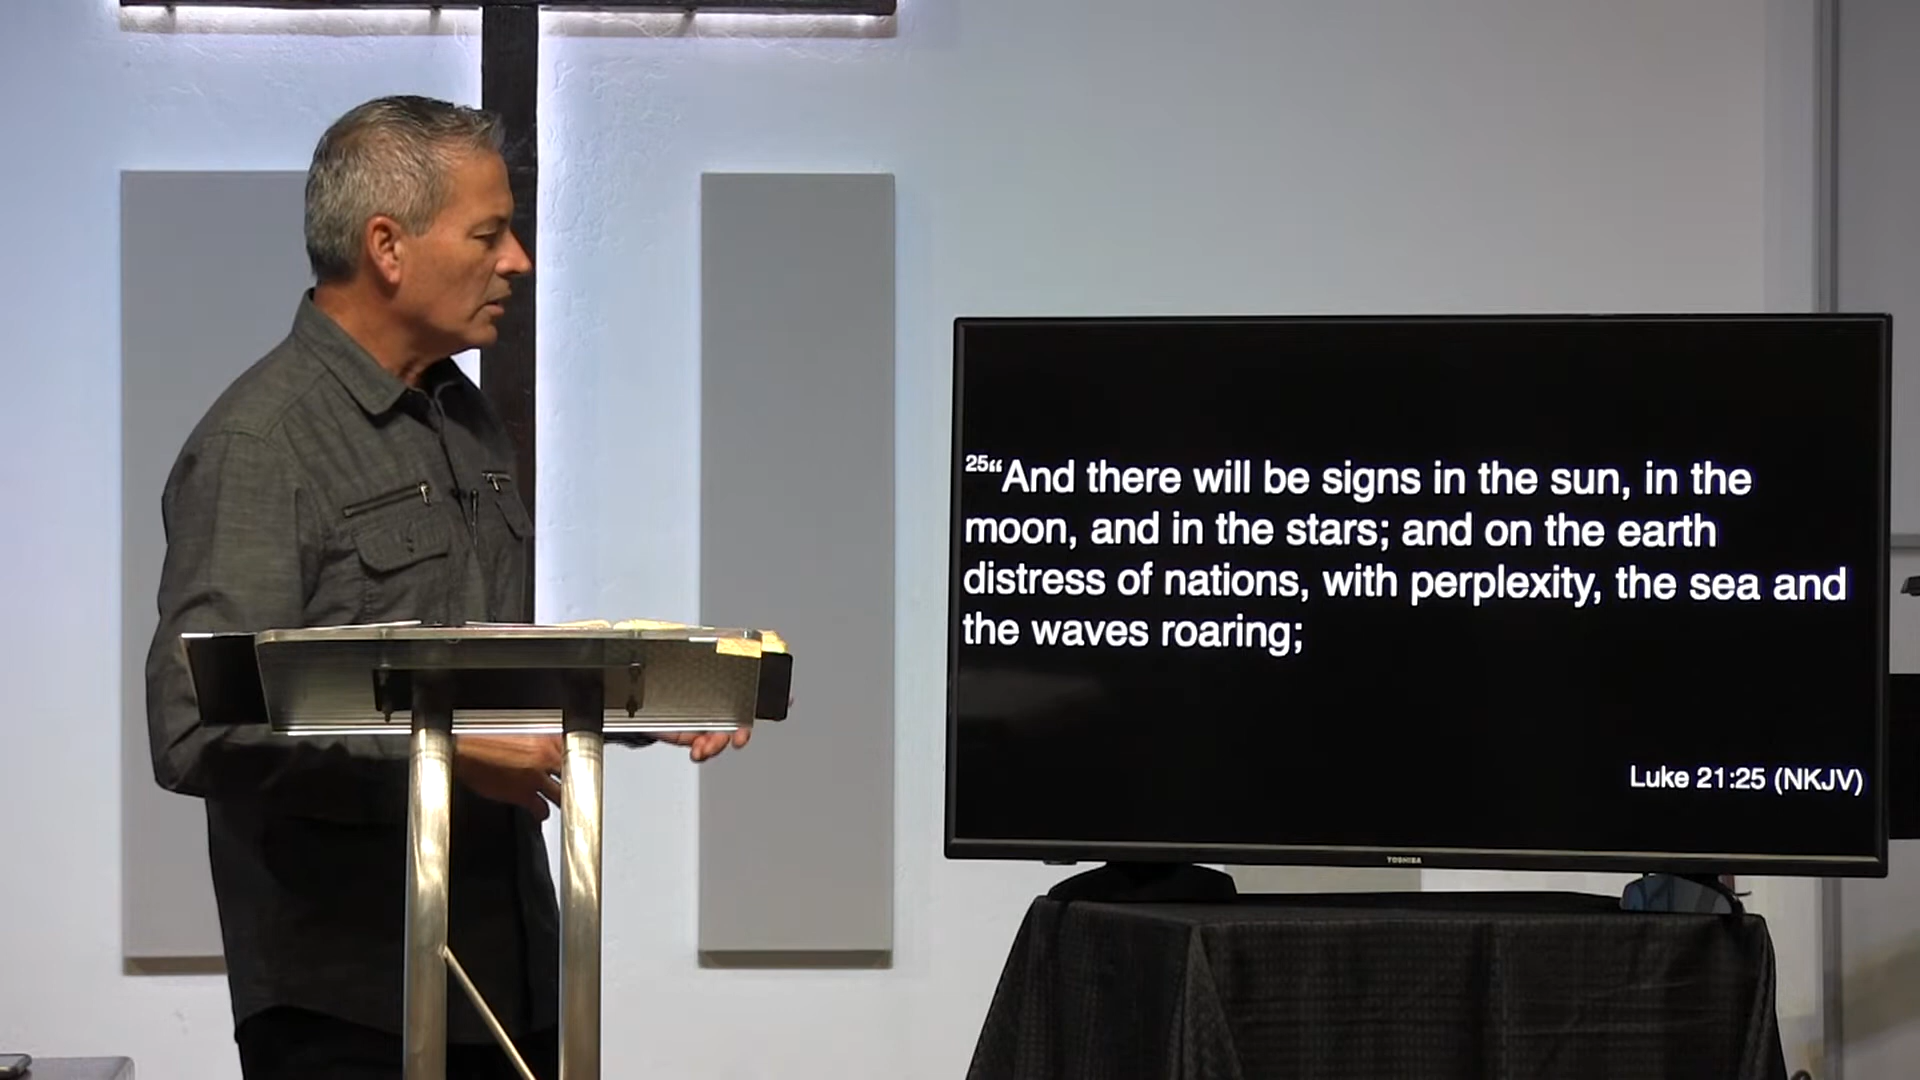 25“And there will be signs in the sun, in the
moon, and in the stars; and on the earth
distress of nations, with perplexity, the sea and
the waves roaring;
Luke 21:25 (NKJV)
TOSHIBA